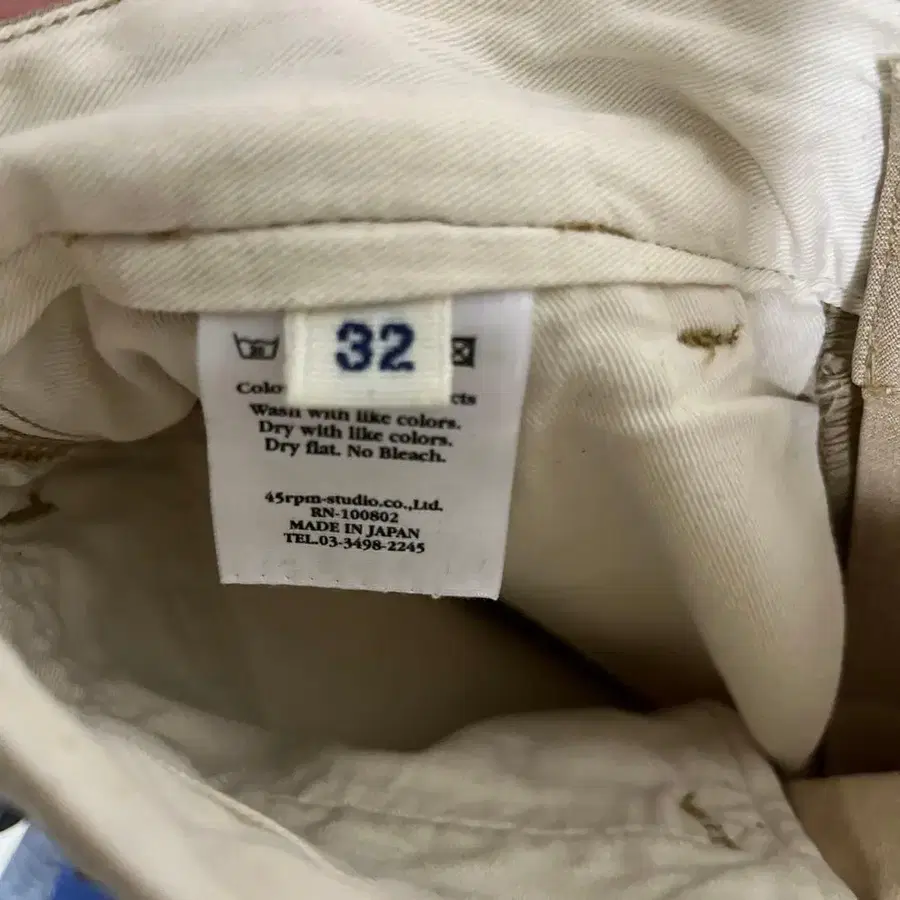 32
Wash with like colors.
Dry with like colors.
Dry flat. No Bleach.
45rpm-studio.co.,Ltd.
RN-100802
MADE IN JAPAN
TEL.03-3498-2245